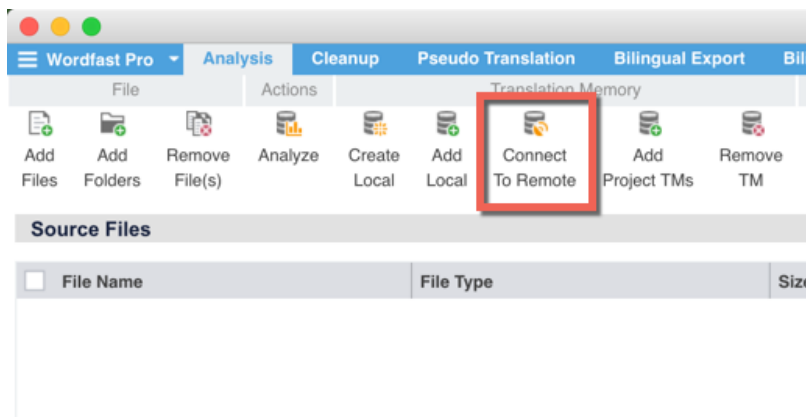 Wordfast Pro Analysis Cleanup Pseudo Translation Bilingual Export
File Actions Translation Memory
Add Files
Add Folders
Remove File(s)
Analyze
Create Local
Add Local
Connect To Remote
Add Project TMs
Remove TM
Source Files
File Name File Type